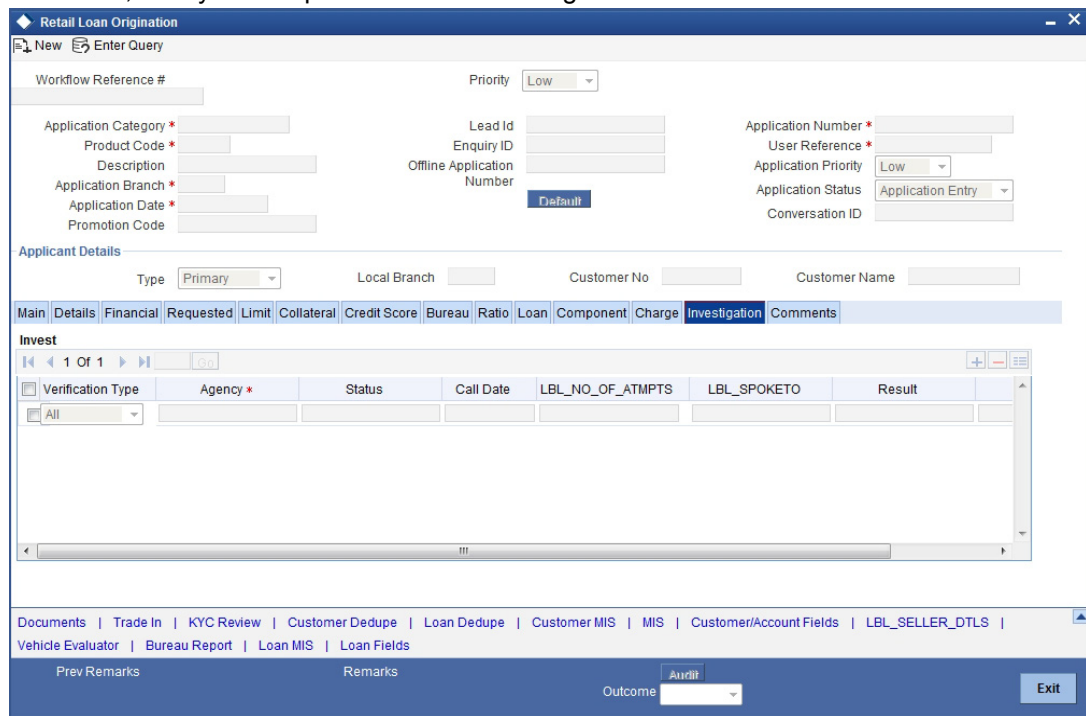 Retail Loan Origination
New Enter Query
Workflow Reference # Priority Low
Application Category * Lead Id Application Number *
Product Code * Enquiry ID User Reference *
Description Offline Application Number Application Priority Low
Application Branch * Application Status Application Entry
Application Date * Default Conversation ID
Promotion Code
Applicant Details
Type Primary Local Branch Customer No Customer Name
Main Details Financial Requested Limit Collateral Credit Score Bureau Ratio Loan Component Charge Investigation Comments
Invest
1 Of 1 Go
Verification Type Agency * Status Call Date LBL_NO_OF_ATMPTS LBL_SPOKETO Result
All
Documents | Trade In | KYC Review | Customer Dedupe | Loan Dedupe | Customer MIS | MIS | Customer/Account Fields | LBL_SELLER_DTLS |
Vehicle Evaluator | Bureau Report | Loan MIS | Loan Fields
Prev Remarks Remarks Audit
Outcome Exit